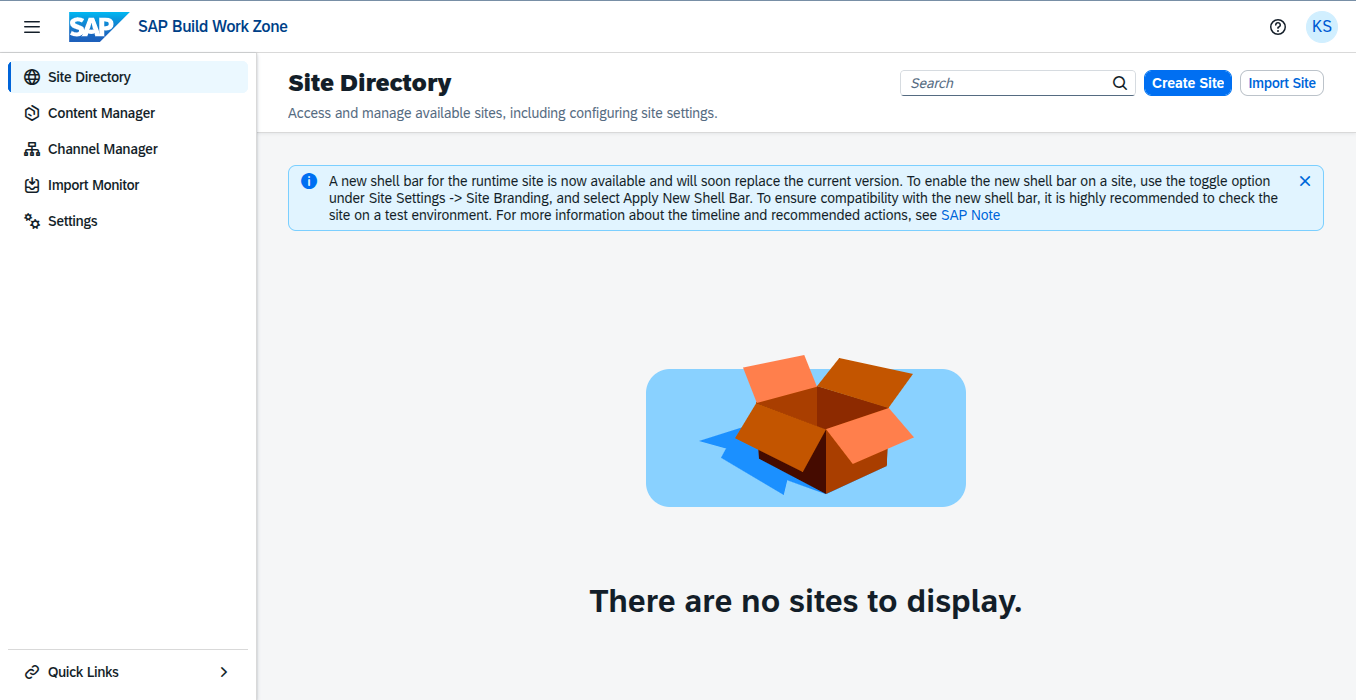 SAP SAP Build Work Zone
KS
Site Directory
Content Manager
Channel Manager
Import Monitor
Settings
Quick Links
Site Directory
Search
Create Site
Import Site
Access and manage available sites, including configuring site settings.
A new shell bar for the runtime site is now available and will soon replace the current version. To enable the new shell bar on a site, use the toggle option
under Site Settings -> Site Branding, and select Apply New Shell Bar. To ensure compatibility with the new shell bar, it is highly recommended to check the
site on a test environment. For more information about the timeline and recommended actions, see SAP Note
There are no sites to display.